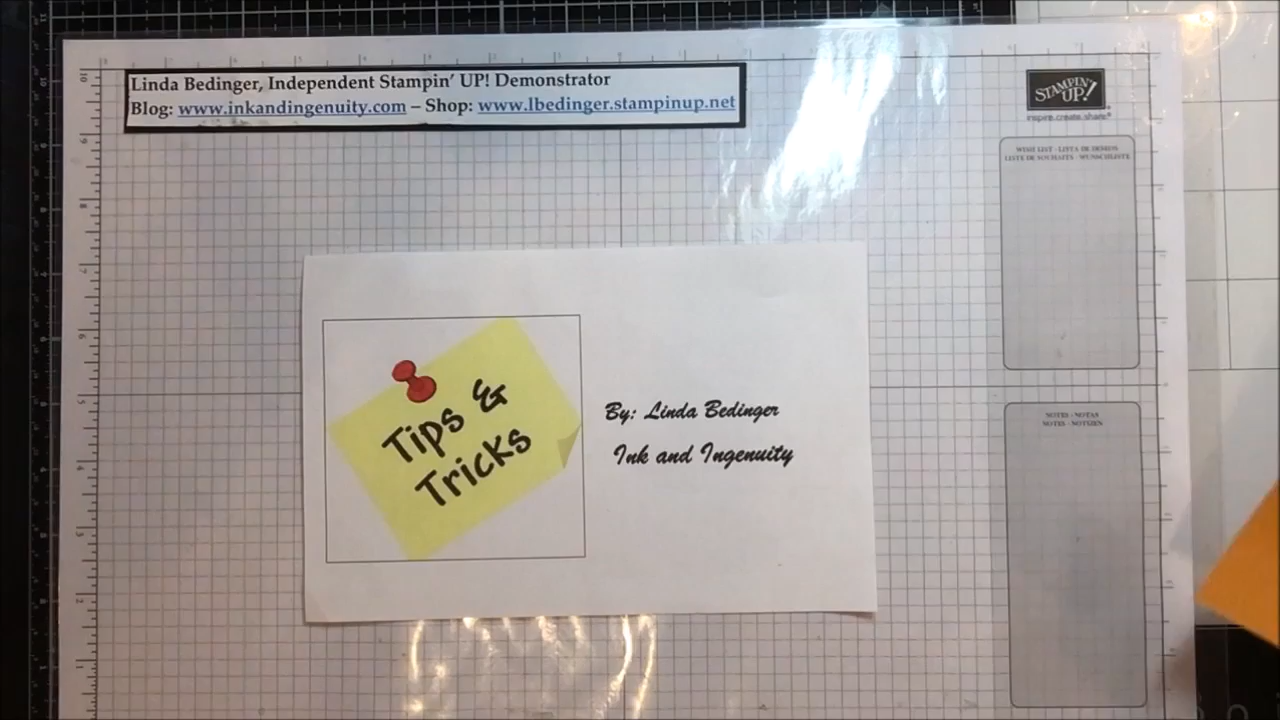 Linda Bedinger, Independent Stampin' UP! Demonstrator
Blog: www.inkandingenuity.com – Shop: www.lbedinger.stampinup.net
STAMPIN'
UP!
inspire.create.share
WISH LIST · LISTA DE DESEOS
LISTE DE SOUHAITS · WUNSCHLISTE
Tips &
Tricks
By: Linda Bedinger
Ink and Ingenuity
NOTES · NOTAS
NOTES · NOTIZEN